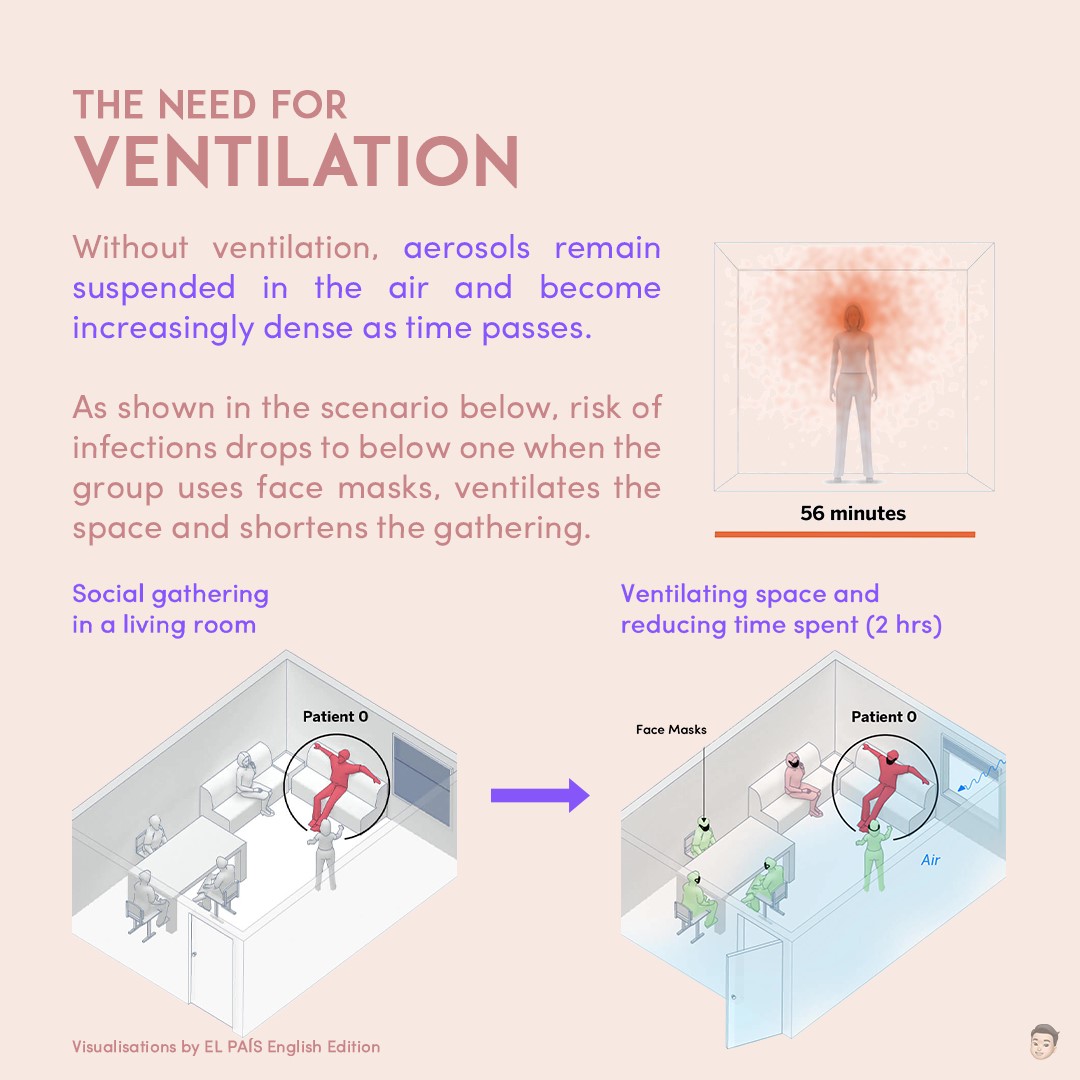 THE NEED FOR
VENTILATION
Without ventilation, aerosols remain
suspended in the air and become
increasingly dense as time passes.
As shown in the scenario below, risk of
infections drops to below one when the
group uses face masks, ventilates the
space and shortens the gathering.
56 minutes
Social gathering
in a living room
Patient 0
Ventilating space and
reducing time spent (2 hrs)
Face Masks
Patient 0
Air
Visualisations by EL PAÍS English Edition